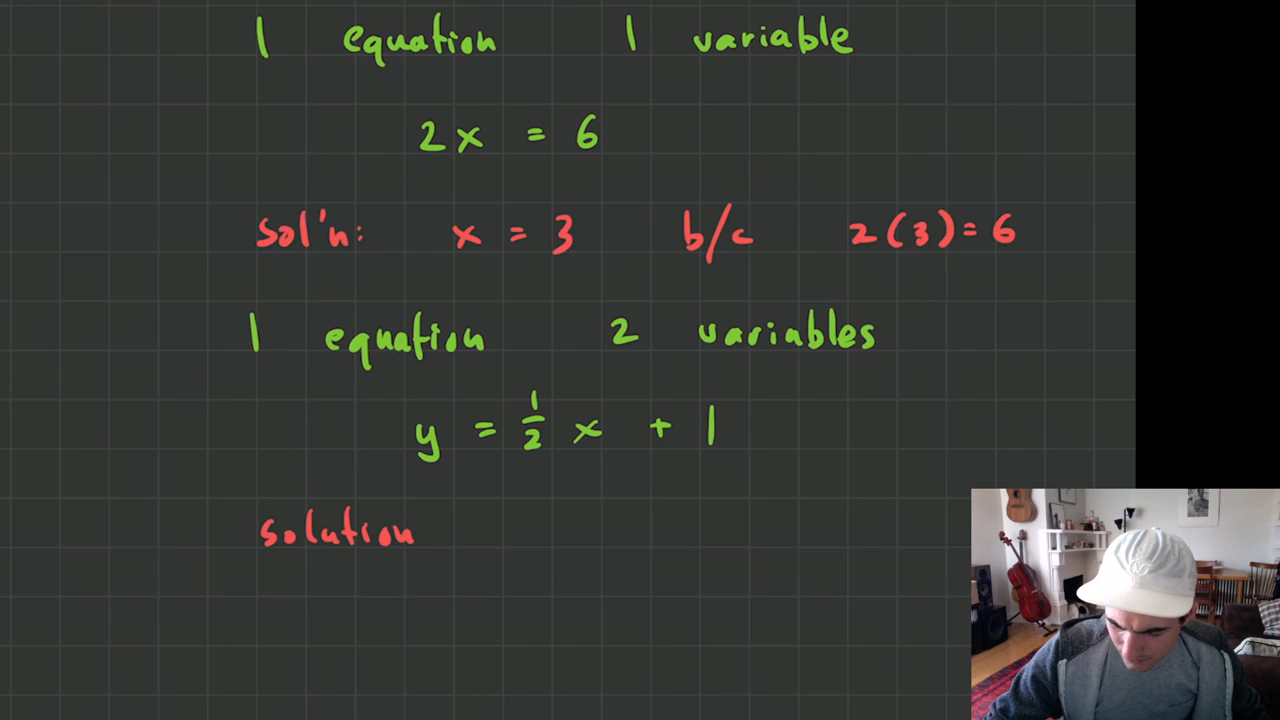 1 equation 1 variable
2x = 6
sol'n: x = 3 b/c 2(3)=6
1 equation 2 variables
y = 1/2 x + 1
solution